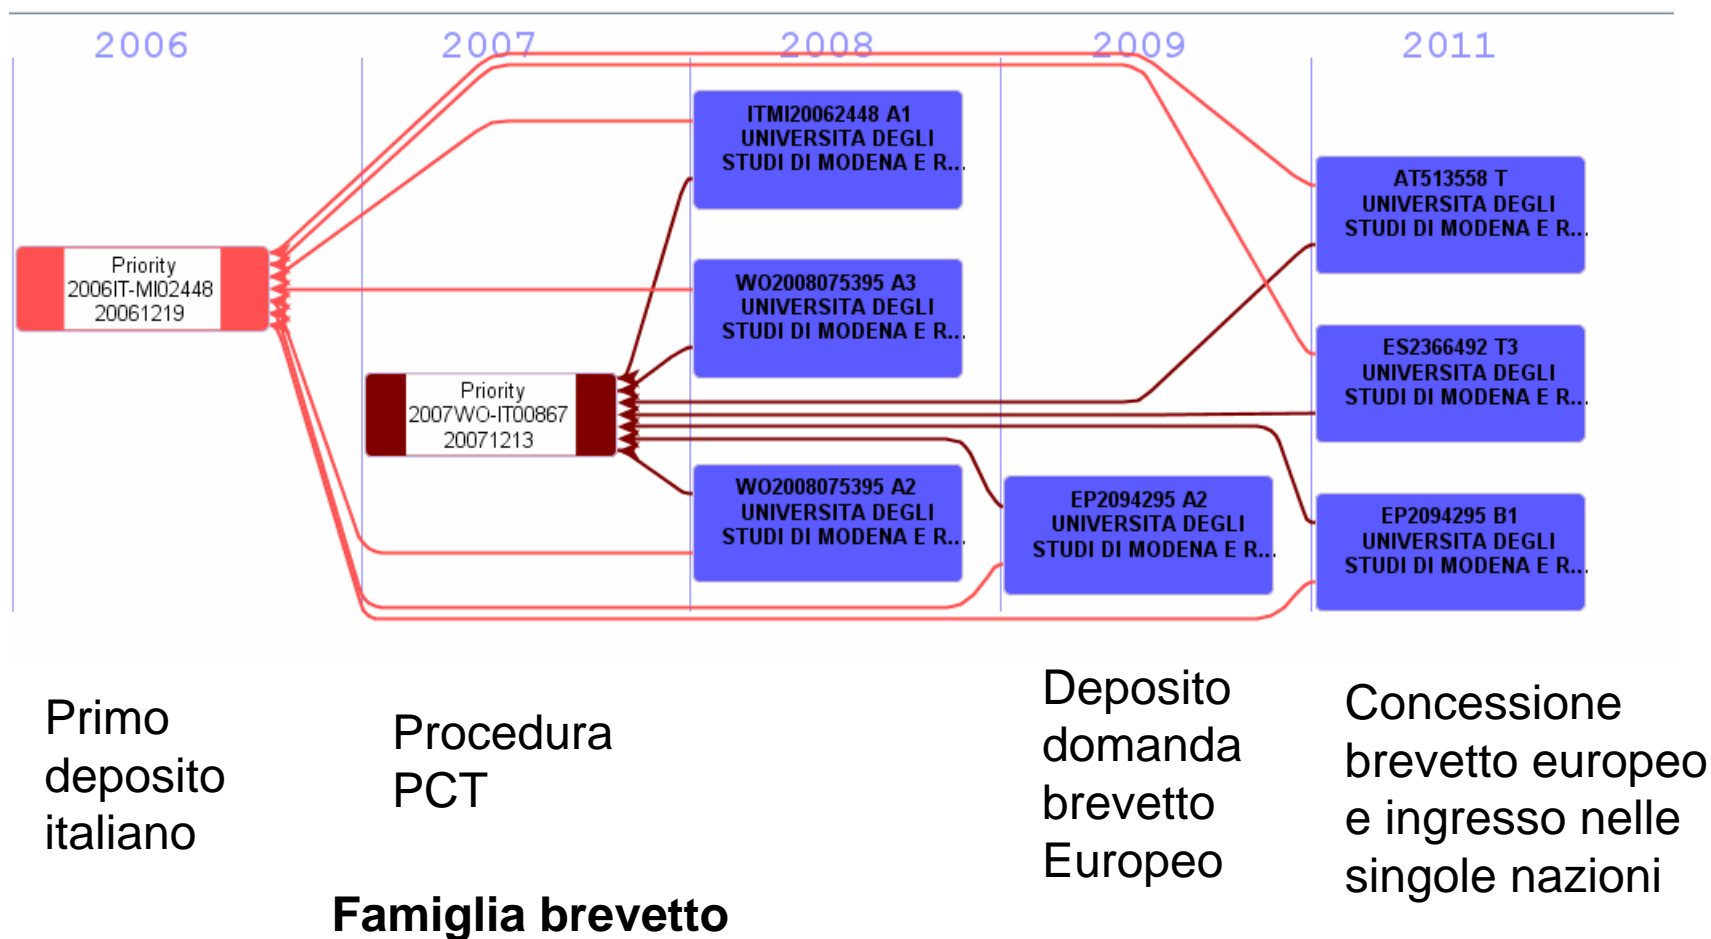 2006
2007
2008
2009
2011
Priority
2006IT-MI02448
20061219
Priority
2007WO-IT00867
20071213
ITMI20062448 A1
UNIVERSITA DEGLI
STUDI DI MODENA E R...
WO2008075395 A3
UNIVERSITA DEGLI
STUDI DI MODENA E R...
WO2008075395 A2
UNIVERSITA DEGLI
STUDI DI MODENA E R...
EP2094295 A2
UNIVERSITA DEGLI
STUDI DI MODENA E R...
AT513558 T
UNIVERSITA DEGLI
STUDI DI MODENA E R...
ES2366492 T3
UNIVERSITA DEGLI
STUDI DI MODENA E R...
EP2094295 B1
UNIVERSITA DEGLI
STUDI DI MODENA E R...
Primo
deposito
italiano
Procedura
PCT
Deposito
domanda
brevetto
Europeo
Concessione
brevetto europeo
e ingresso nelle
singole nazioni
Famiglia brevetto